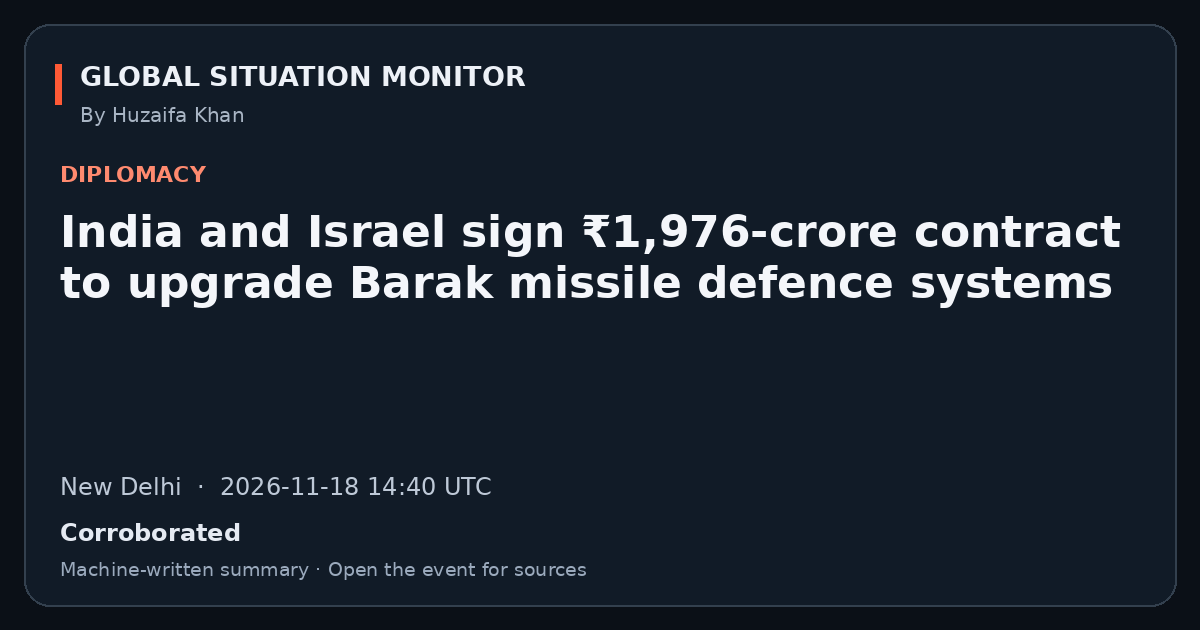 GLOBAL SITUATION MONITOR
By Huzaifa Khan
DIPLOMACY
India and Israel sign ₹1,976-crore contract
to upgrade Barak missile defence systems
New Delhi · 2026-11-18 14:40 UTC
Corroborated
Machine-written summary · Open the event for sources